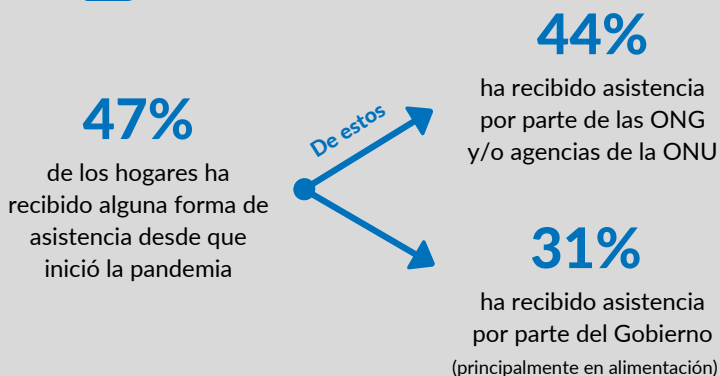 47%
de los hogares ha
recibido alguna forma de
asistencia desde que
inició la pandemia
De estos
44%
ha recibido asistencia
por parte de las ONG
y/o agencias de la ONU
31%
ha recibido asistencia
por parte del Gobierno
(principalmente en alimentación)